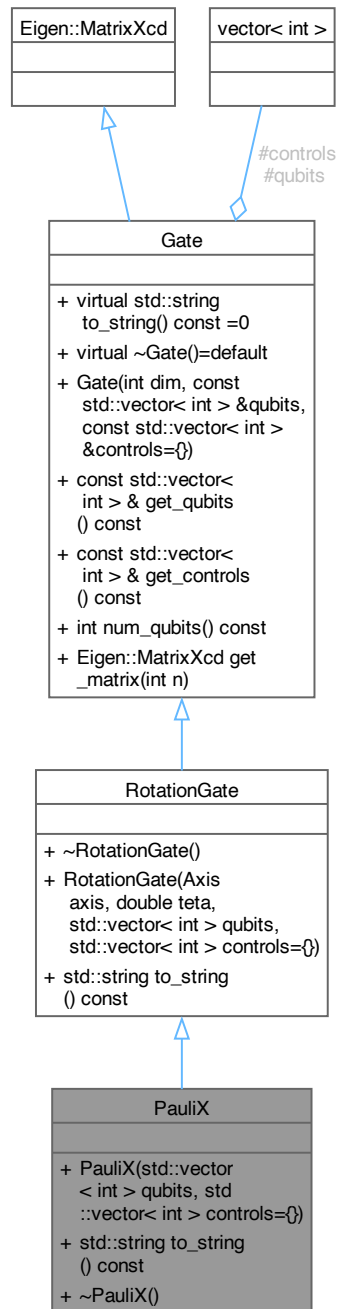 Eigen::MatrixXcd
vector< int >
#controls
#qubits
Gate
+ virtual std::string
to_string() const =0
+ virtual ~Gate()=default
+ Gate(int dim, const
std::vector< int > &qubits,
const std::vector< int >
&controls={})
+ const std::vector<
int > & get_qubits
() const
+ const std::vector<
int > & get_controls
() const
+ int num_qubits() const
+ Eigen::MatrixXcd get
_matrix(int n)
RotationGate
+ ~RotationGate()
+ RotationGate(Axis
axis, double teta,
std::vector< int > qubits,
std::vector< int > controls={})
+ std::string to_string
() const
PauliX
+ PauliX(std::vector
< int > qubits, std
::vector< int > controls={})
+ std::string to_string
() const
+ ~PauliX()